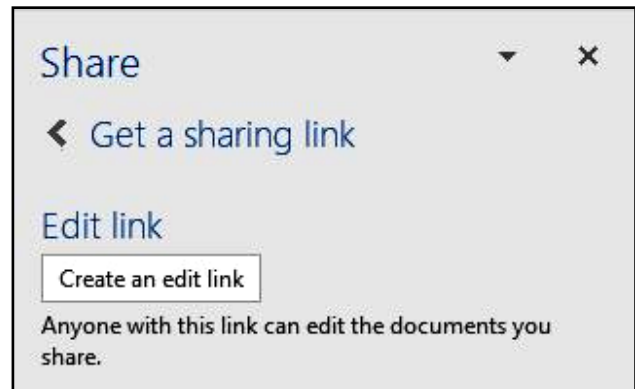 Share
Get a sharing link
Edit link
Create an edit link
Anyone with this link can edit the documents you
share.